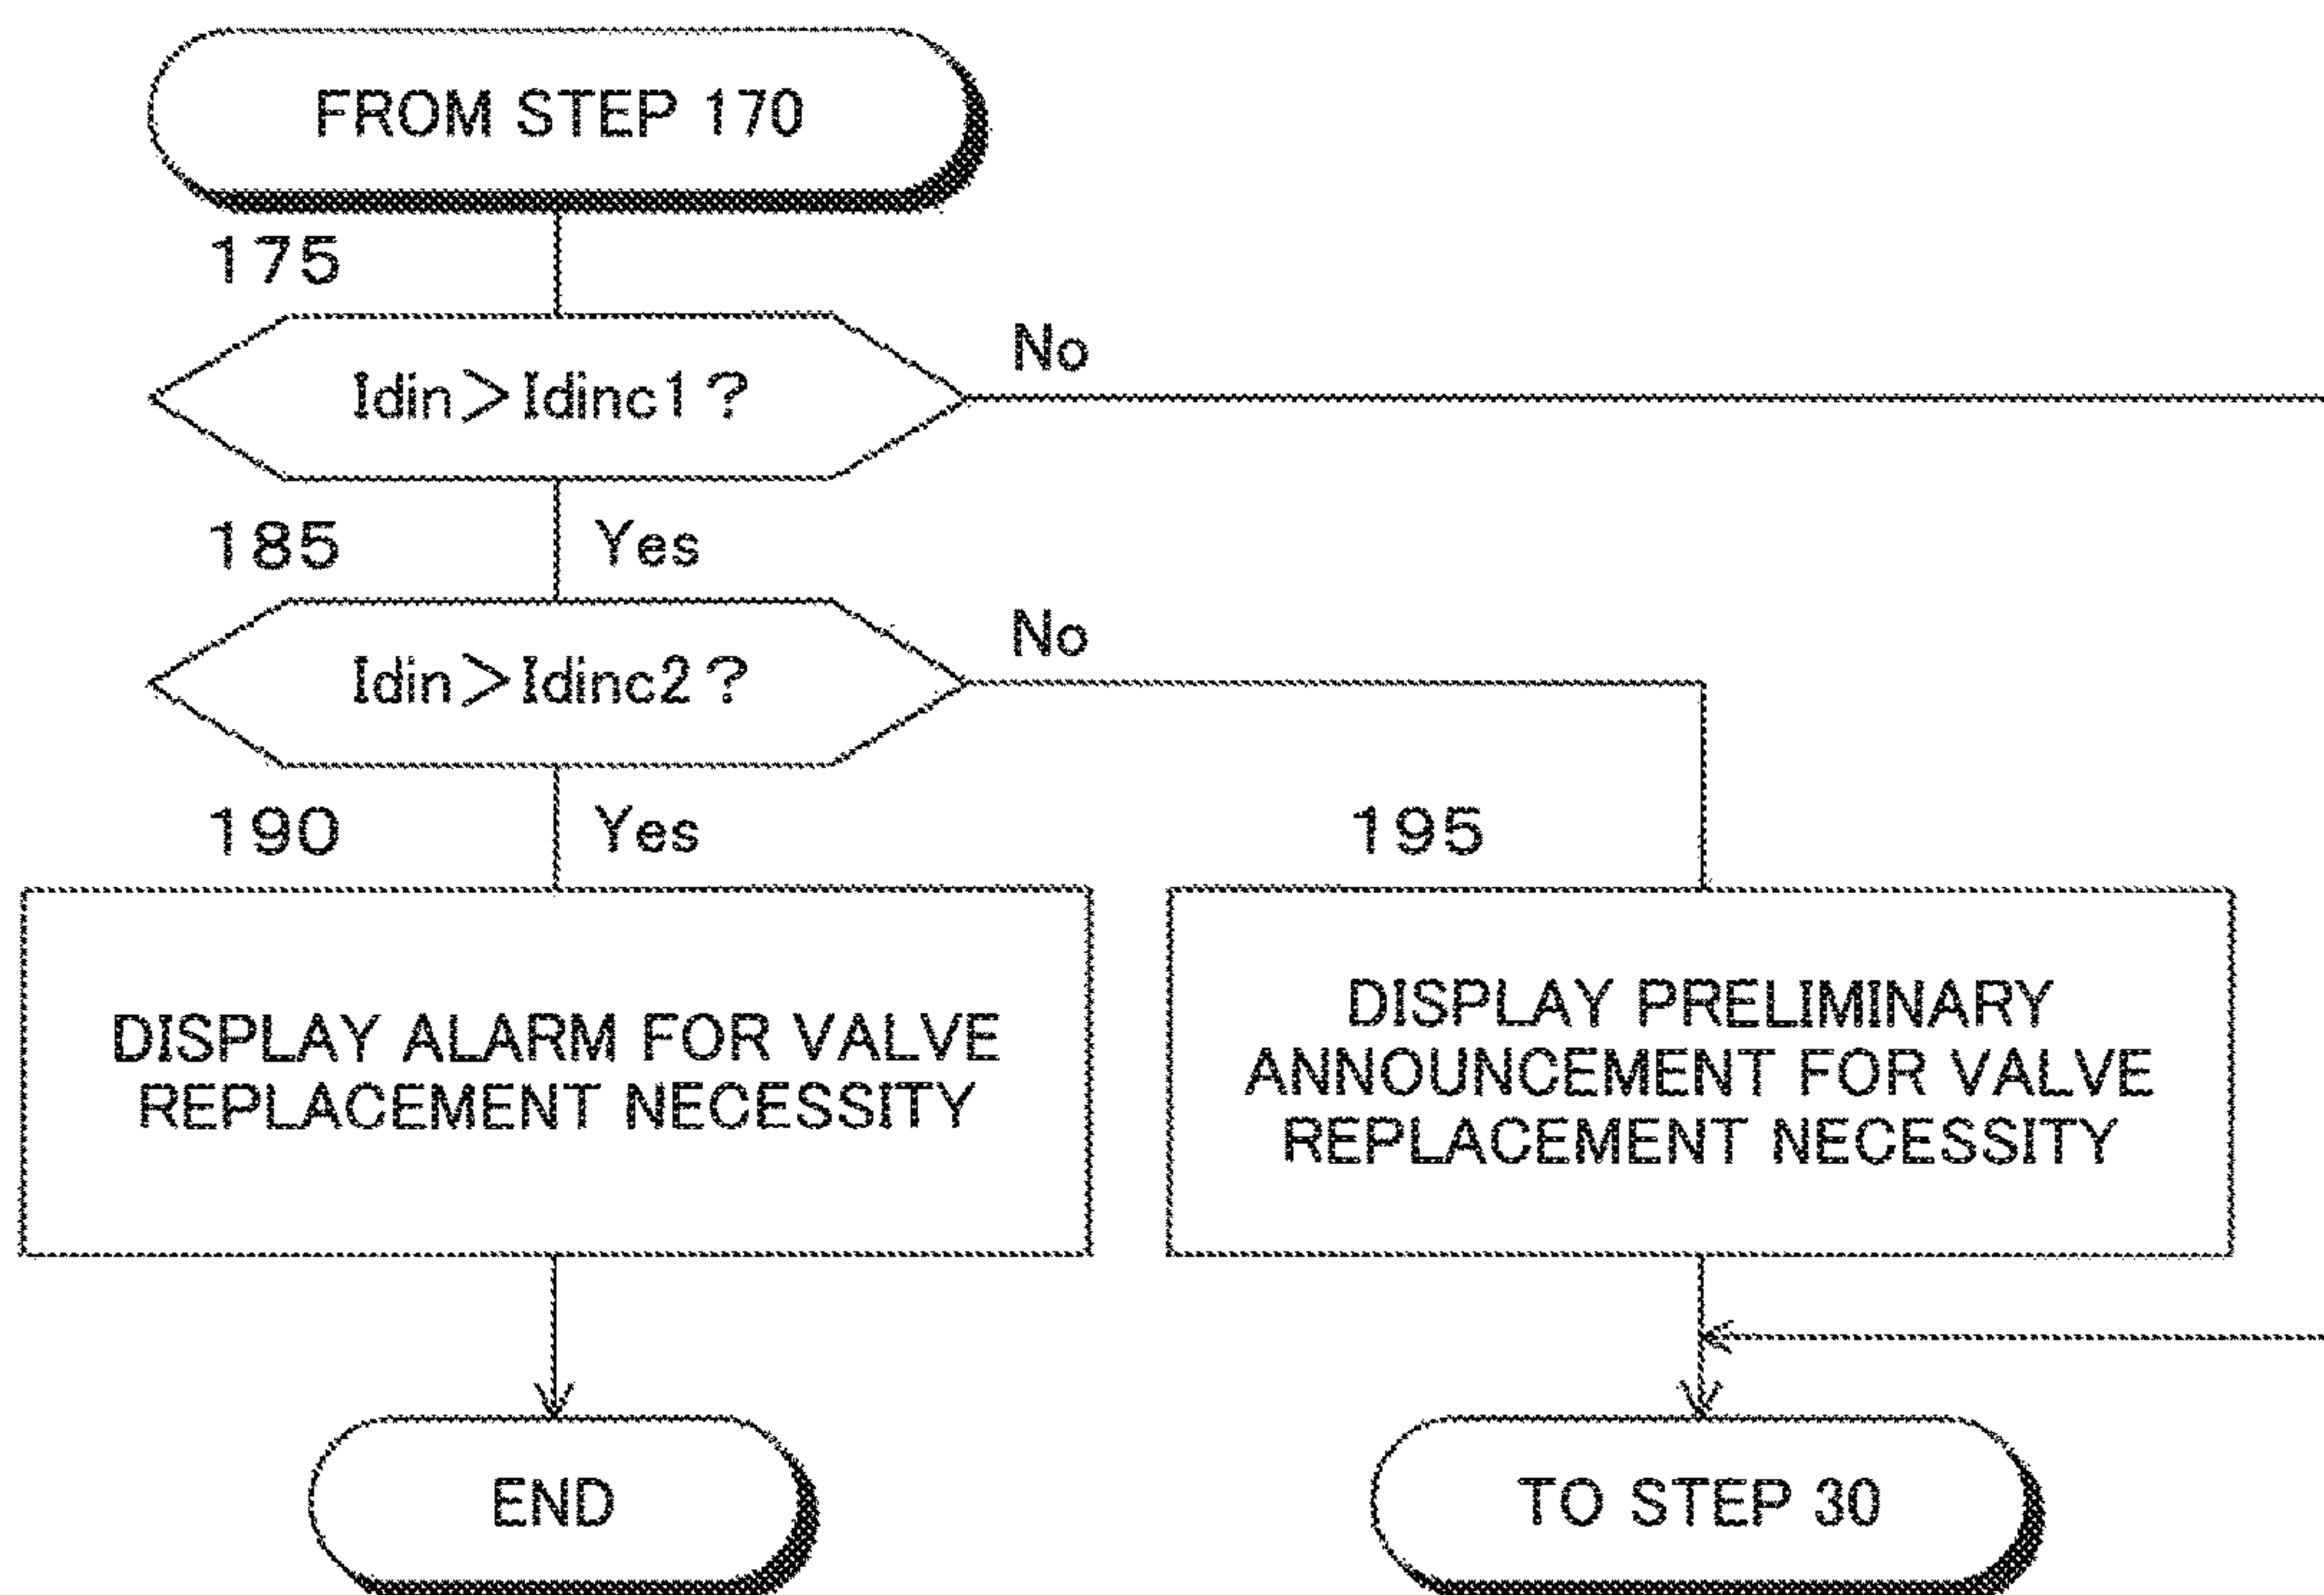 FROM STEP 170
175
Idin>Idinc1?
No
185
Yes
Idin>Idinc2?
No
190
Yes
195
DISPLAY ALARM FOR VALVE
REPLACEMENT NECESSITY
DISPLAY PRELIMINARY
ANNOUNCEMENT FOR VALVE
REPLACEMENT NECESSITY
END
TO STEP 30